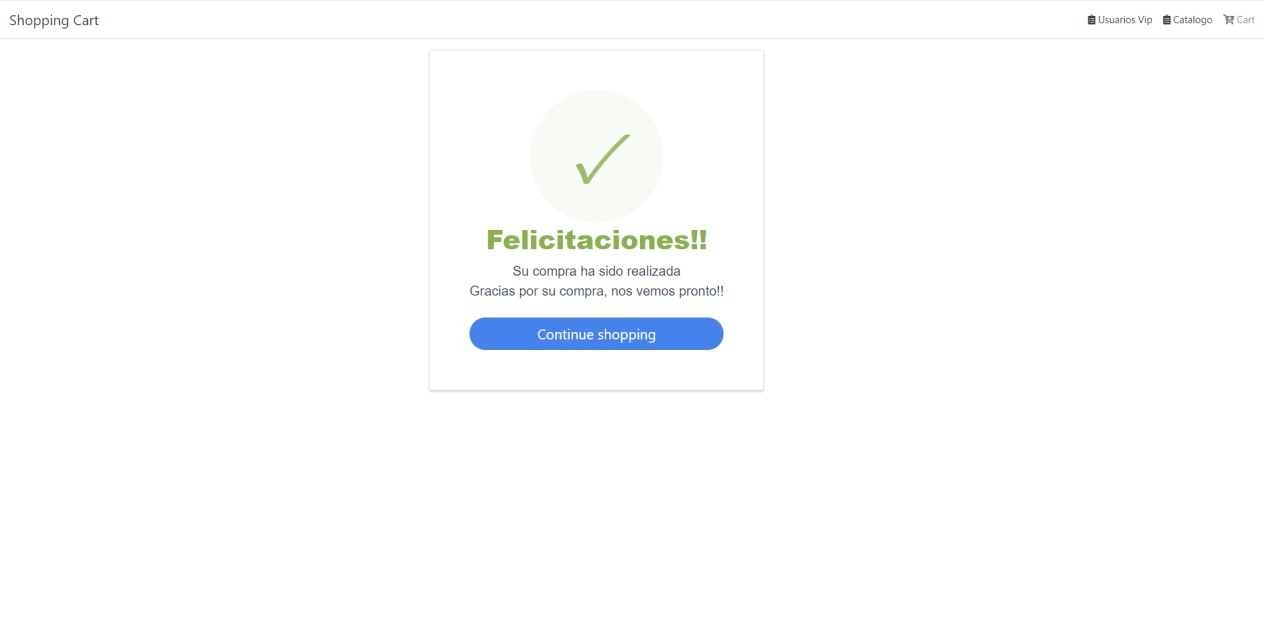 Shopping Cart
Usuarios Vip Catalogo Cart
Felicitaciones!!
Su compra ha sido realizada
Gracias por su compra, nos vemos pronto!!
Continue shopping